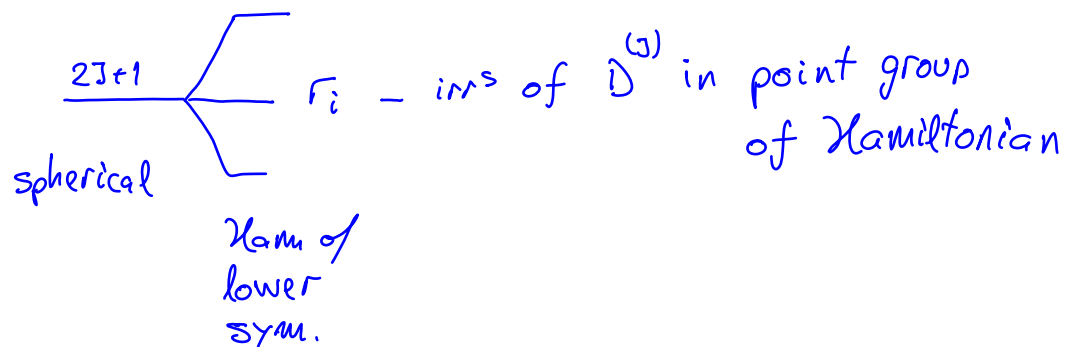 2J+1
Γi – irrs of D(J) in point group
of Hamiltonian
spherical
Ham of
lower
sym.